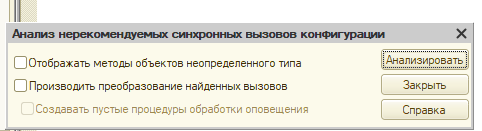 Анализ нерекомендуемых синхронных вызовов конфигурации
Отображать методы объектов неопределенного типа
Анализировать
Производить преобразование найденных вызовов
Закрыть
Создавать пустые процедуры обработки оповещения
Справка